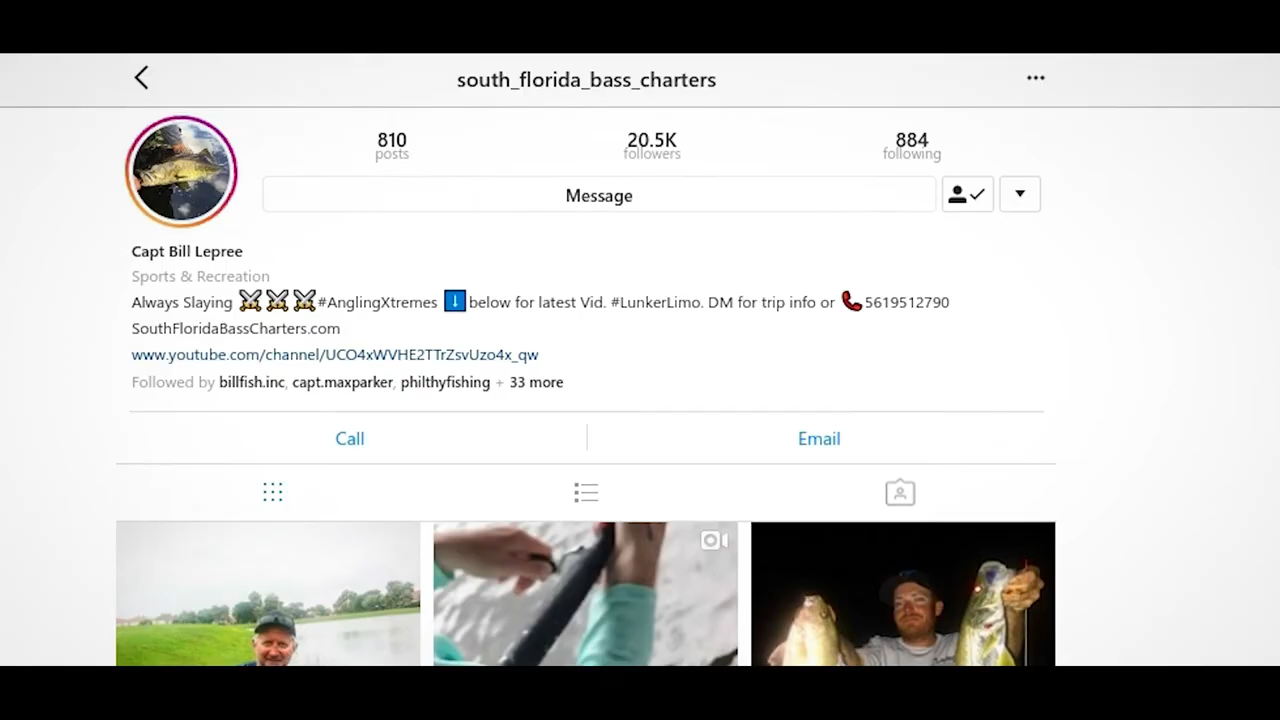 south_florida_bass_charters
810 20.5K 884
posts followers following
Message
Capt Bill Lepree
Sports & Recreation
Always Slaying ⚔️⚔️⚔️#AnglingXtremes ⬇️below for latest Vid. #LunkerLimo. DM for trip info or 📞5619512790
SouthFloridaBassCharters.com
www.youtube.com/channel/UCO4xWVHE2TTrZsvUzo4x_qw
Followed by billfish.inc, capt.maxparker, philthyfishing + 33 more
Call Email